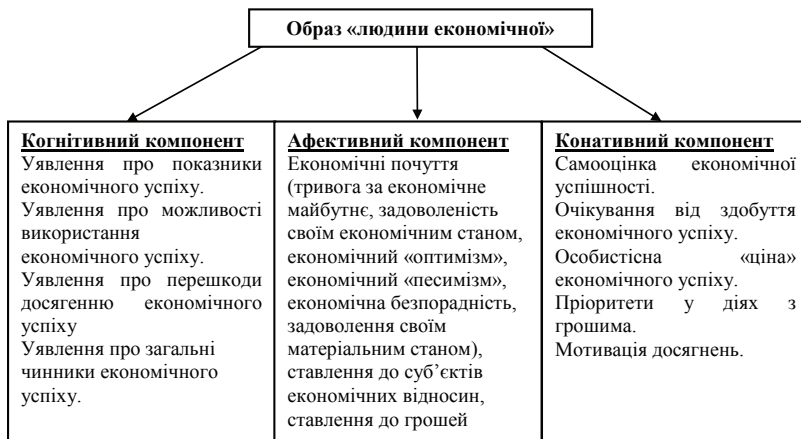 Образ «людини економічної»
Когнітивний компонент
Уявлення про показники
економічного успіху.
Уявлення про можливості
використання
економічного успіху.
Уявлення про перешкоди
досягенню економічного
успіху
Уявлення про загальні
чинники економічного
успіху.
Афективний компонент
Економічні почуття
(тривога за економічне
майбутнє, задоволеність
своїм економічним станом,
економічний «оптимізм»,
економічний «песимізм»,
економічна безпорадність,
задоволення своїм
матеріальним станом),
ставлення до суб’єктів
економічних відносин,
ставлення до грошей
Конативний компонент
Самооцінка економічної
успішності.
Очікування від здобуття
економічного успіху.
Особистісна «ціна»
економічного успіху.
Пріоритети у діях з
грошима.
Мотивація досягнень.